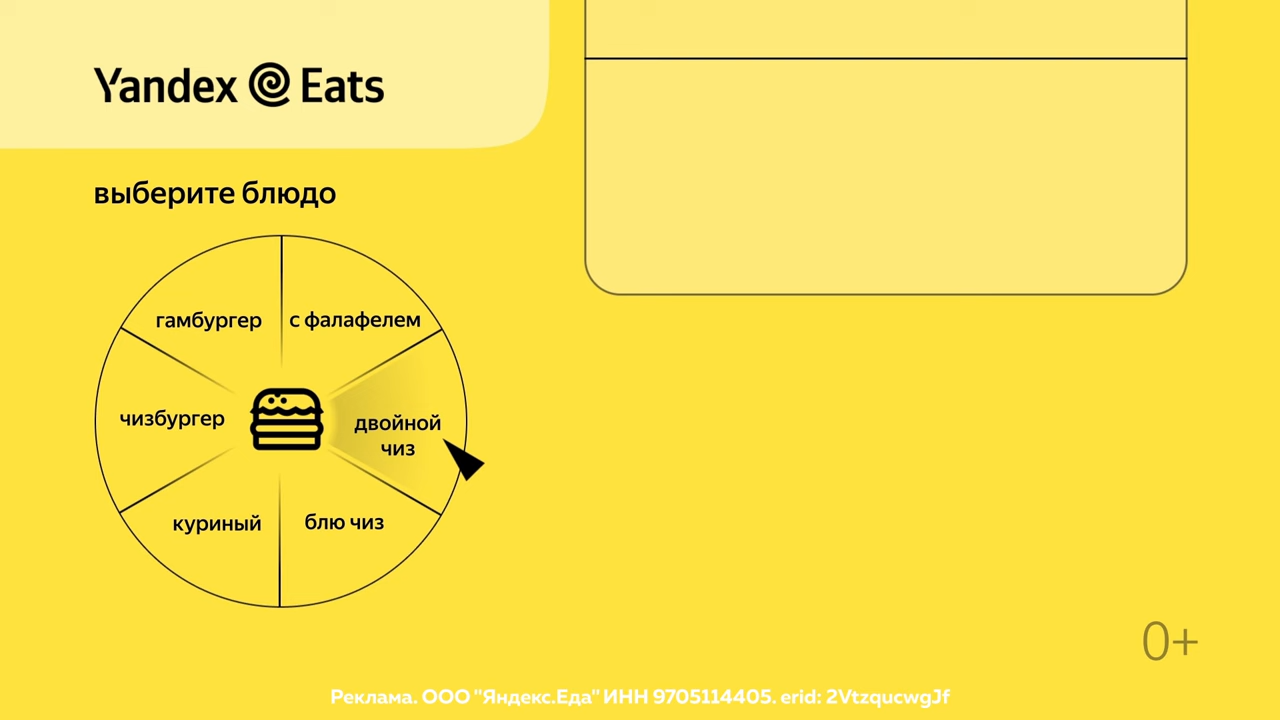 Yandex Eats
выберите блюдо
гамбургер
с фалафелем
чизбургер
двойной
чиз
куриный
блю чиз
0+
Реклама. ООО "Яндекс.Еда" ИНН 9705114405. erid: 2VtzqucwgJf